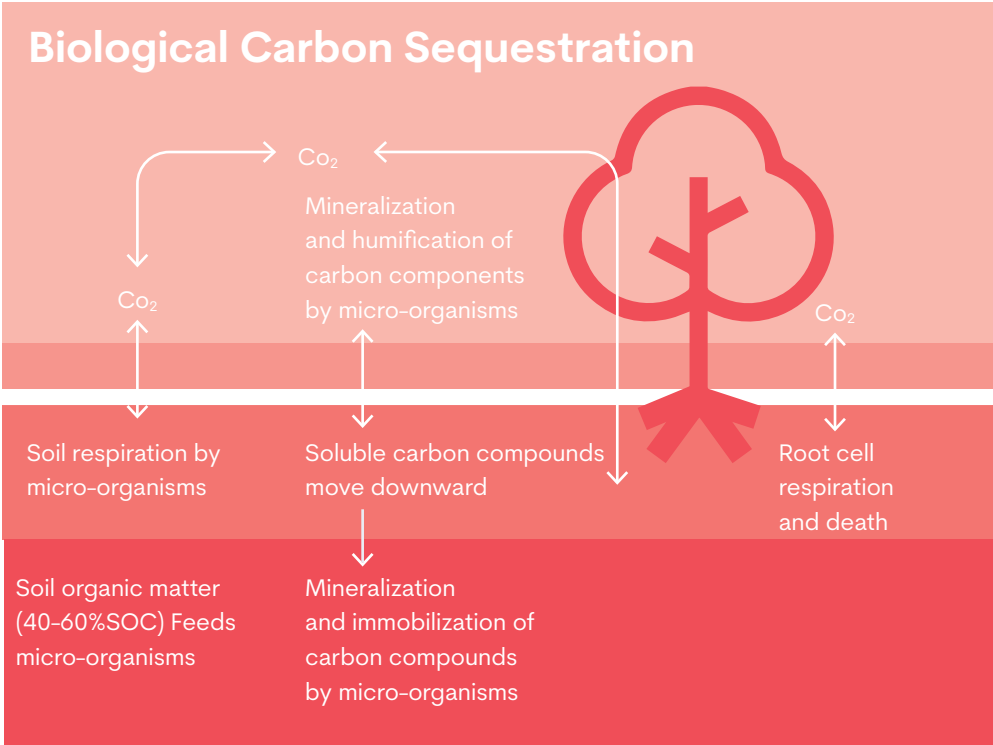 Biological Carbon Sequestration
Co₂
Mineralization
and humification of
carbon components
by micro-organisms
Co₂
Co₂
Soil respiration by
micro-organisms
Soluble carbon compounds
move downward
Root cell
respiration
and death
Soil organic matter
(40-60%SOC) Feeds
micro-organisms
Mineralization
and immobilization of
carbon compounds
by micro-organisms